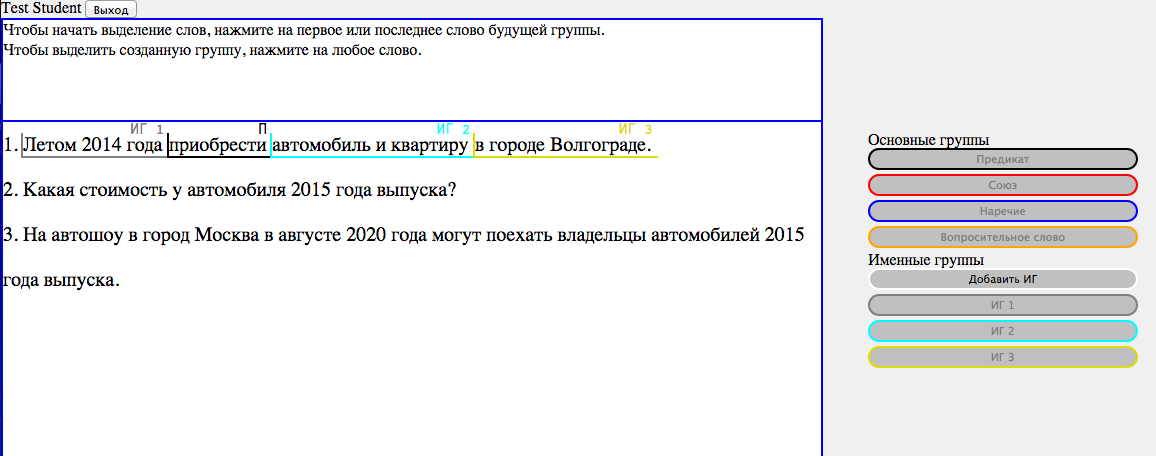 Test Student Выход
Чтобы начать выделение слов, нажмите на первое или последнее слово будущей группы.
Чтобы выделить созданную группу, нажмите на любое слово.
ИГ 1 П ИГ 2 ИГ 3
1. Летом 2014 года приобрести автомобиль и квартиру в городе Волгограде.
2. Какая стоимость у автомобиля 2015 года выпуска?
3. На автошоу в город Москва в августе 2020 года могут поехать владельцы автомобилей 2015
года выпуска.
Основные группы
Предикат
Союз
Наречие
Вопросительное слово
Именные группы
Добавить ИГ
ИГ 1
ИГ 2
ИГ 3